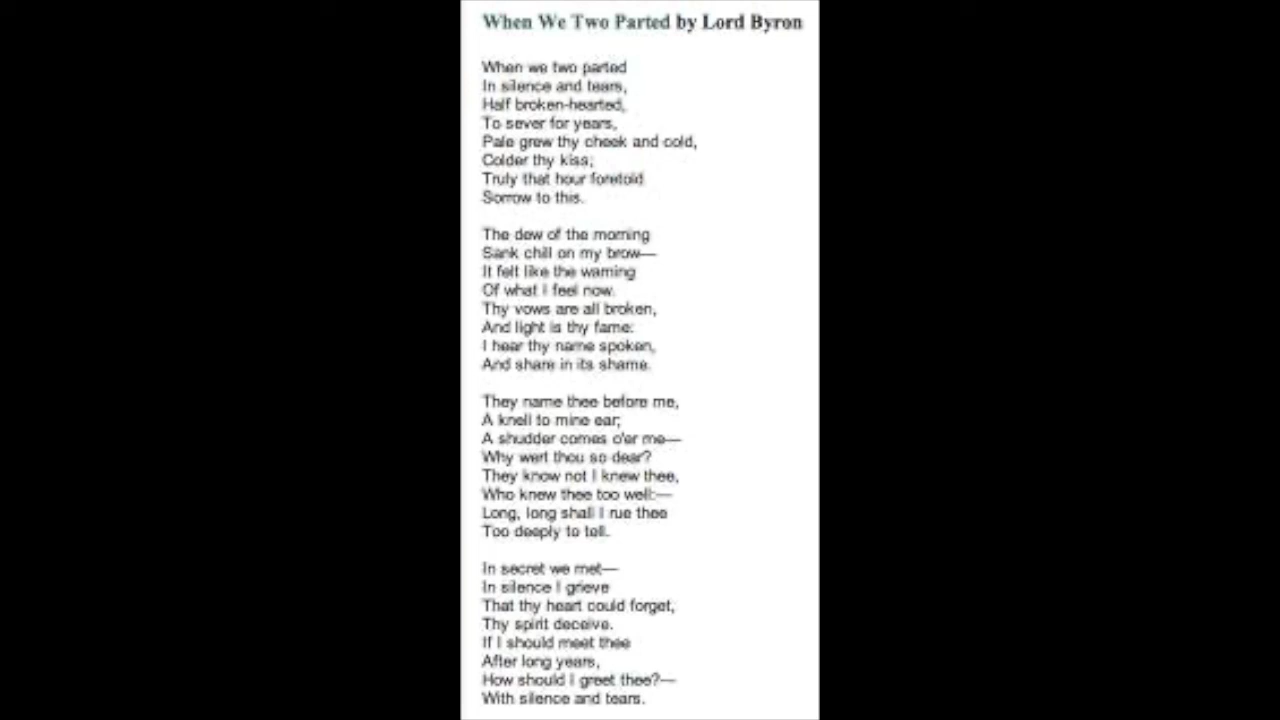 When We Two Parted by Lord Byron
When we two parted
In silence and tears,
Half broken-hearted,
To sever for years,
Pale grew thy cheek and cold,
Colder thy kiss;
Truly that hour foretold
Sorrow to this.
The dew of the morning
Sank chill on my brow—
It felt like the warning
Of what I feel now.
Thy vows are all broken,
And light is thy fame:
I hear thy name spoken,
And share in its shame.
They name thee before me,
A knell to mine ear;
A shudder comes o'er me—
Why wert thou so dear?
They know not I knew thee,
Who knew thee too well:—
Long, long shall I rue thee
Too deeply to tell.
In secret we met—
In silence I grieve
That thy heart could forget,
Thy spirit deceive.
If I should meet thee
After long years,
How should I greet thee?—
With silence and tears.